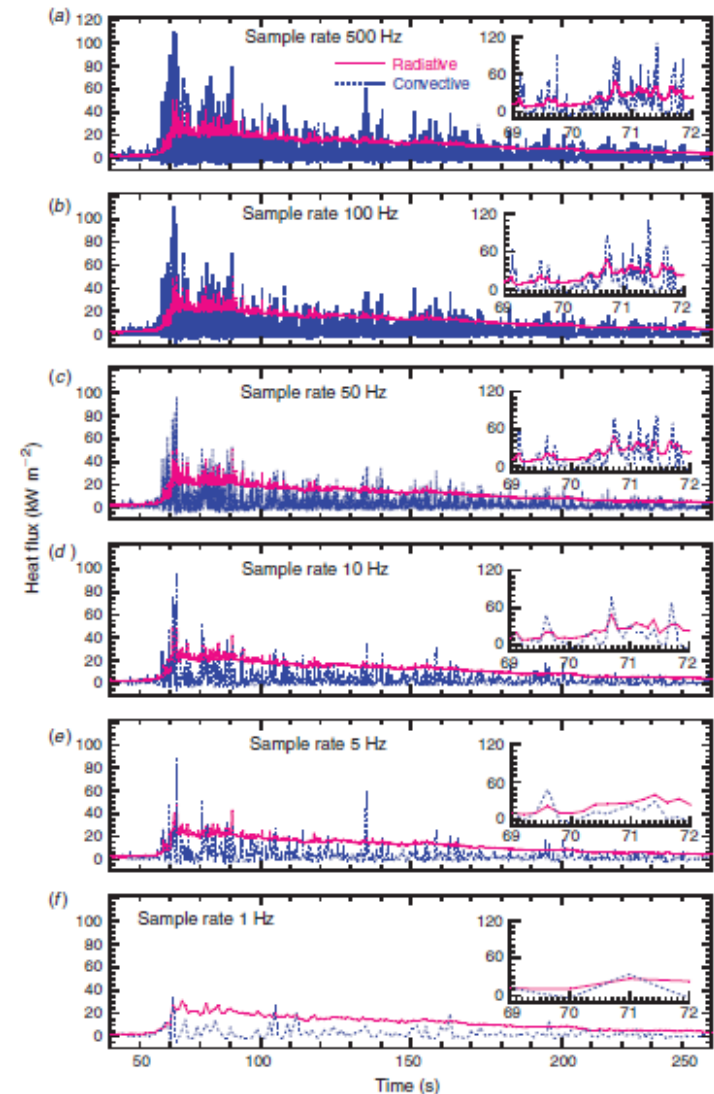 (a)
120
100
80
60
40
20
0
Sample rate 500 Hz
Radiative
Convective
120
60
0
69 70 71 72
(b)
100
80
60
40
20
0
Sample rate 100 Hz
120
60
0
69 70 71 72
(c)
100
80
60
40
20
0
Sample rate 50 Hz
120
60
0
69 70 71 72
Heat flux (kW m⁻²)
(d)
100
80
60
40
20
0
Sample rate 10 Hz
120
60
0
69 70 71 72
(e)
100
80
60
40
20
0
Sample rate 5 Hz
120
60
0
69 70 71 72
(f)
100
80
60
40
20
0
Sample rate 1 Hz
120
60
0
69 70 71 72
50 100 150 200 250
Time (s)